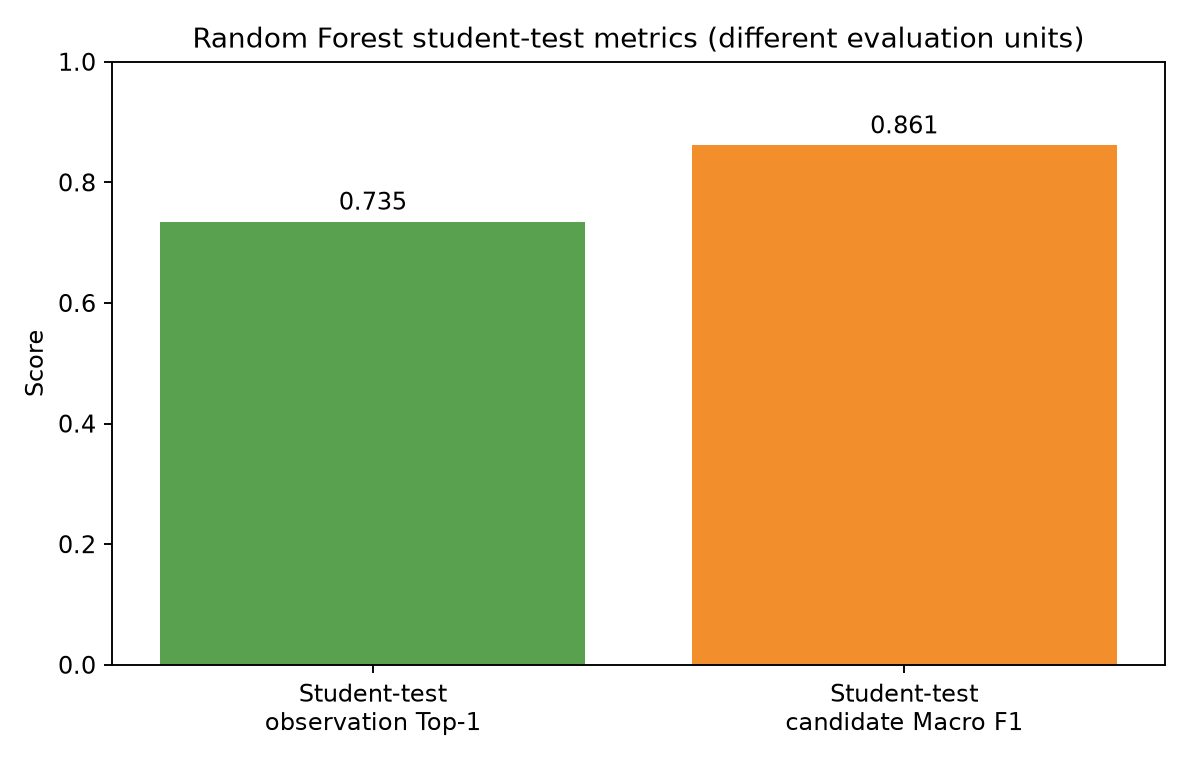 Random Forest student-test metrics (different evaluation units)
1.0
0.8
0.6
0.4
0.2
0.0
Score
0.735
0.861
Student-test
observation Top-1
Student-test
candidate Macro F1